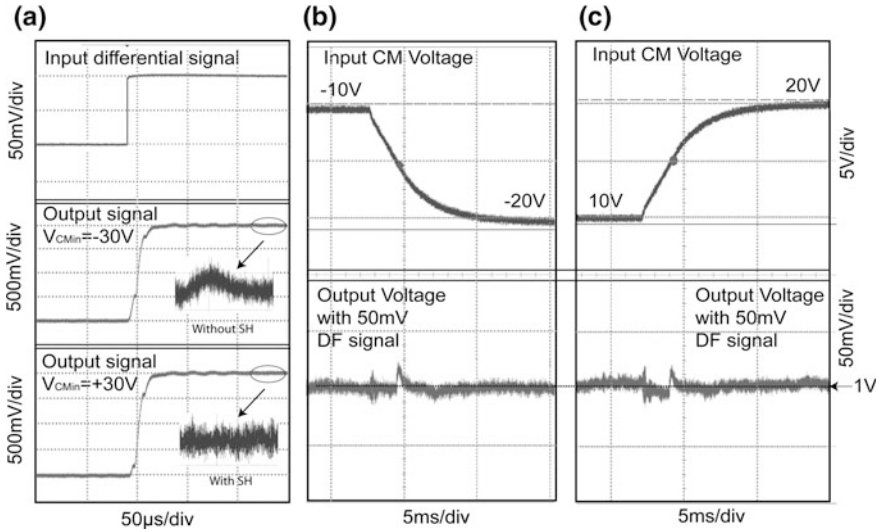 (a)
Input differential signal
50mV/div
Output signal
VCMin=-30V
Without SH
500mV/div
Output signal
VCMin=+30V
With SH
500mV/div
50µs/div
(b)
Input CM Voltage
-10V
-20V
Output Voltage
with 50mV
DF signal
5ms/div
(c)
Input CM Voltage
20V
10V
5V/div
Output Voltage
with 50mV
DF signal
50mV/div
1V
5ms/div